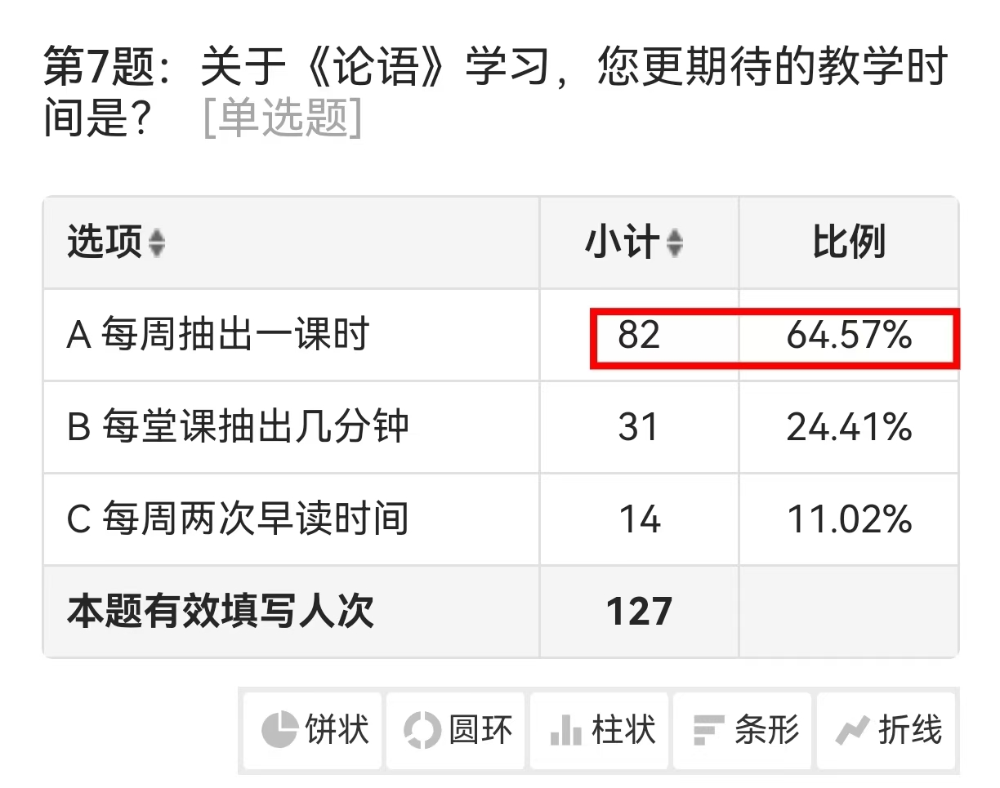 第7题：关于《论语》学习，您更期待的教学时
间是？ [单选题]
选项 小计 比例
A 每周抽出一课时 82 64.57%
B 每堂课抽出几分钟 31 24.41%
C 每周两次早读时间 14 11.02%
本题有效填写人次 127
饼状 圆环 柱状 条形 折线